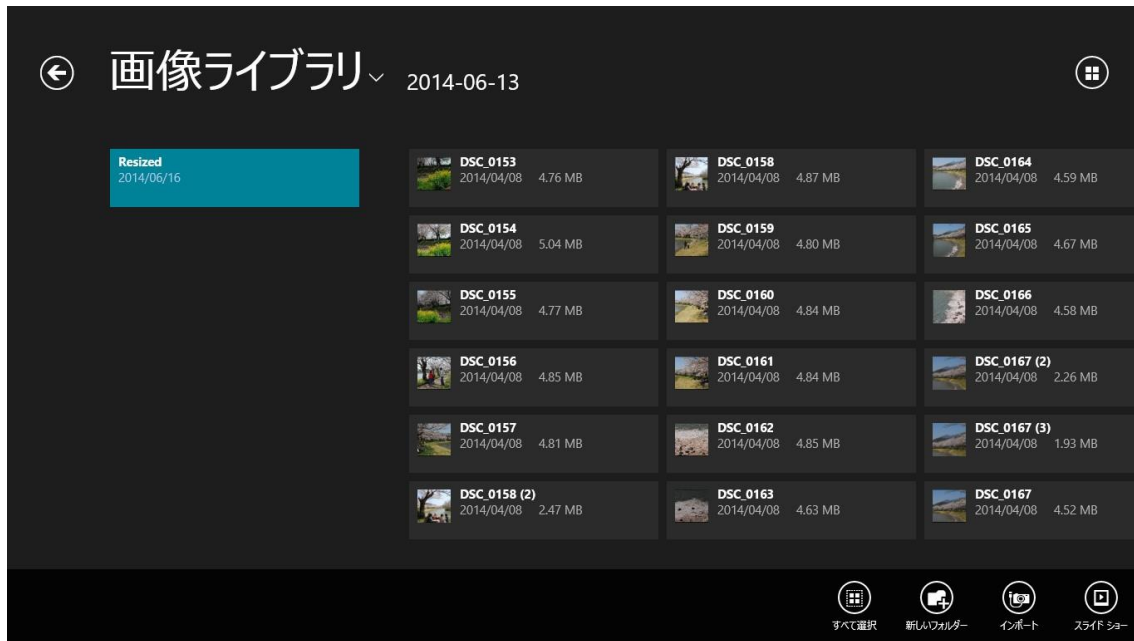 画像ライブラリ 2014-06-13
Resized
2014/06/16
DSC_0153
2014/04/08 4.76 MB
DSC_0154
2014/04/08 5.04 MB
DSC_0155
2014/04/08 4.77 MB
DSC_0156
2014/04/08 4.85 MB
DSC_0157
2014/04/08 4.81 MB
DSC_0158 (2)
2014/04/08 2.47 MB
DSC_0158
2014/04/08 4.87 MB
DSC_0159
2014/04/08 4.80 MB
DSC_0160
2014/04/08 4.84 MB
DSC_0161
2014/04/08 4.84 MB
DSC_0162
2014/04/08 4.85 MB
DSC_0163
2014/04/08 4.63 MB
DSC_0164
2014/04/08 4.59 MB
DSC_0165
2014/04/08 4.67 MB
DSC_0166
2014/04/08 4.58 MB
DSC_0167 (2)
2014/04/08 2.26 MB
DSC_0167 (3)
2014/04/08 1.93 MB
DSC_0167
2014/04/08 4.52 MB
すべて選択
新しいフォルダー
インポート
スライド ショー